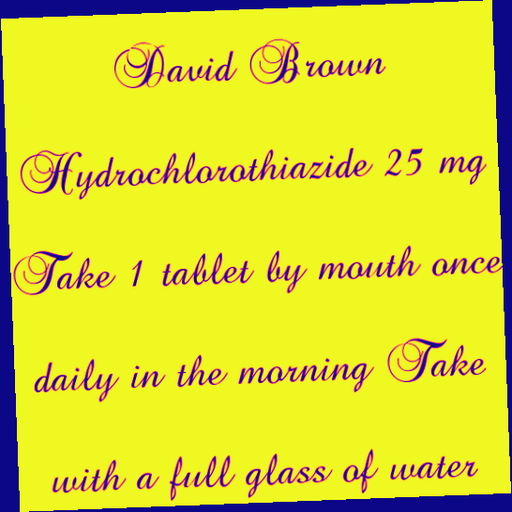 David Brown
Hydrochlorothiazide 25 mg
Take 1 tablet by mouth once
daily in the morning Take
with a full glass of water